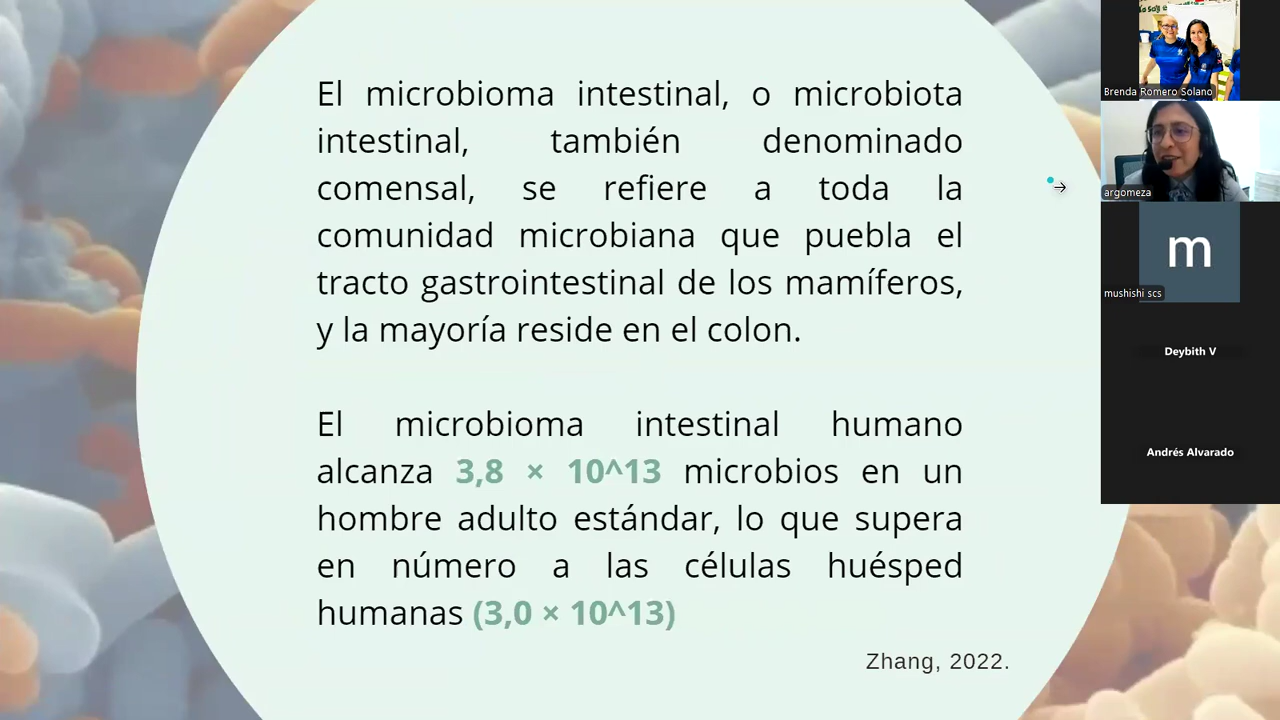 El microbioma intestinal, o microbiota
intestinal, también denominado
comensal, se refiere a toda la
comunidad microbiana que puebla el
tracto gastrointestinal de los mamíferos,
y la mayoría reside en el colon.
El microbioma intestinal humano
alcanza 3,8 × 10^13 microbios en un
hombre adulto estándar, lo que supera
en número a las células huésped
humanas (3,0 × 10^13)
Zhang, 2022.
Brenda Romero Solano
argomeza
m
mushishi scs
Deybith V
Andrés Alvarado